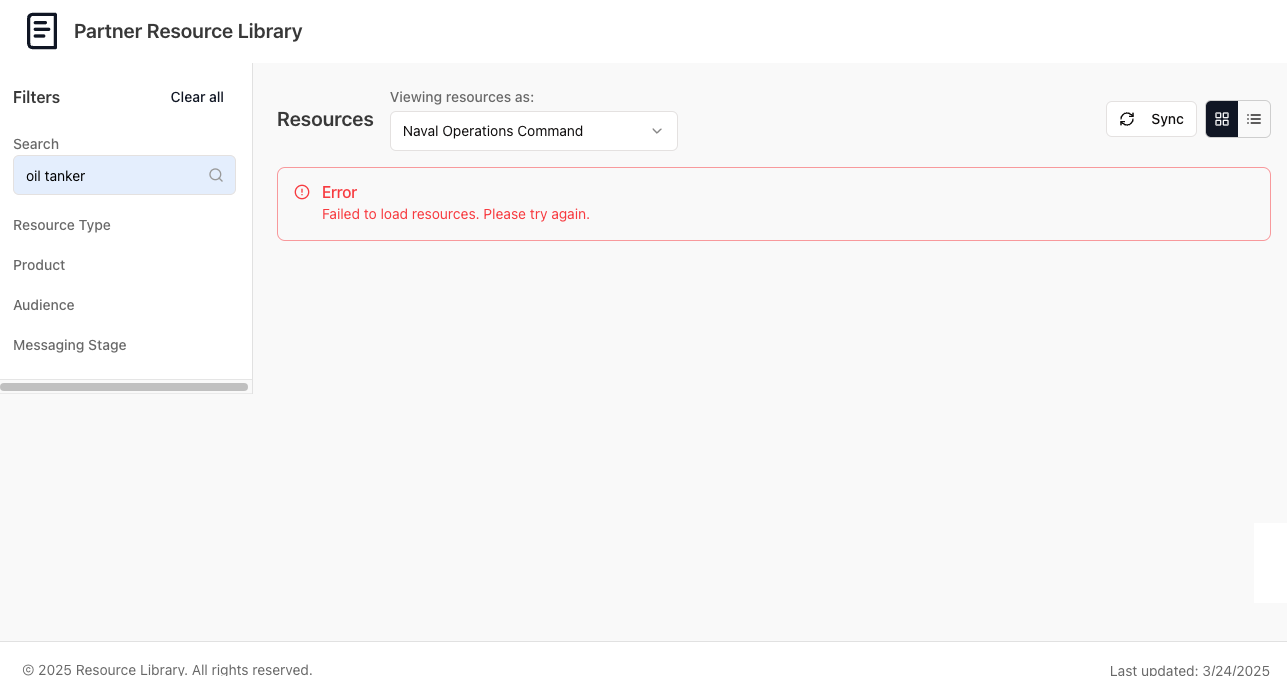 Partner Resource Library
Filters
Clear all
Search
oil tanker
Resource Type
Product
Audience
Messaging Stage
Resources
Viewing resources as:
Naval Operations Command
Sync
Error
Failed to load resources. Please try again.
© 2025 Resource Library. All rights reserved.
Last updated: 3/24/2025